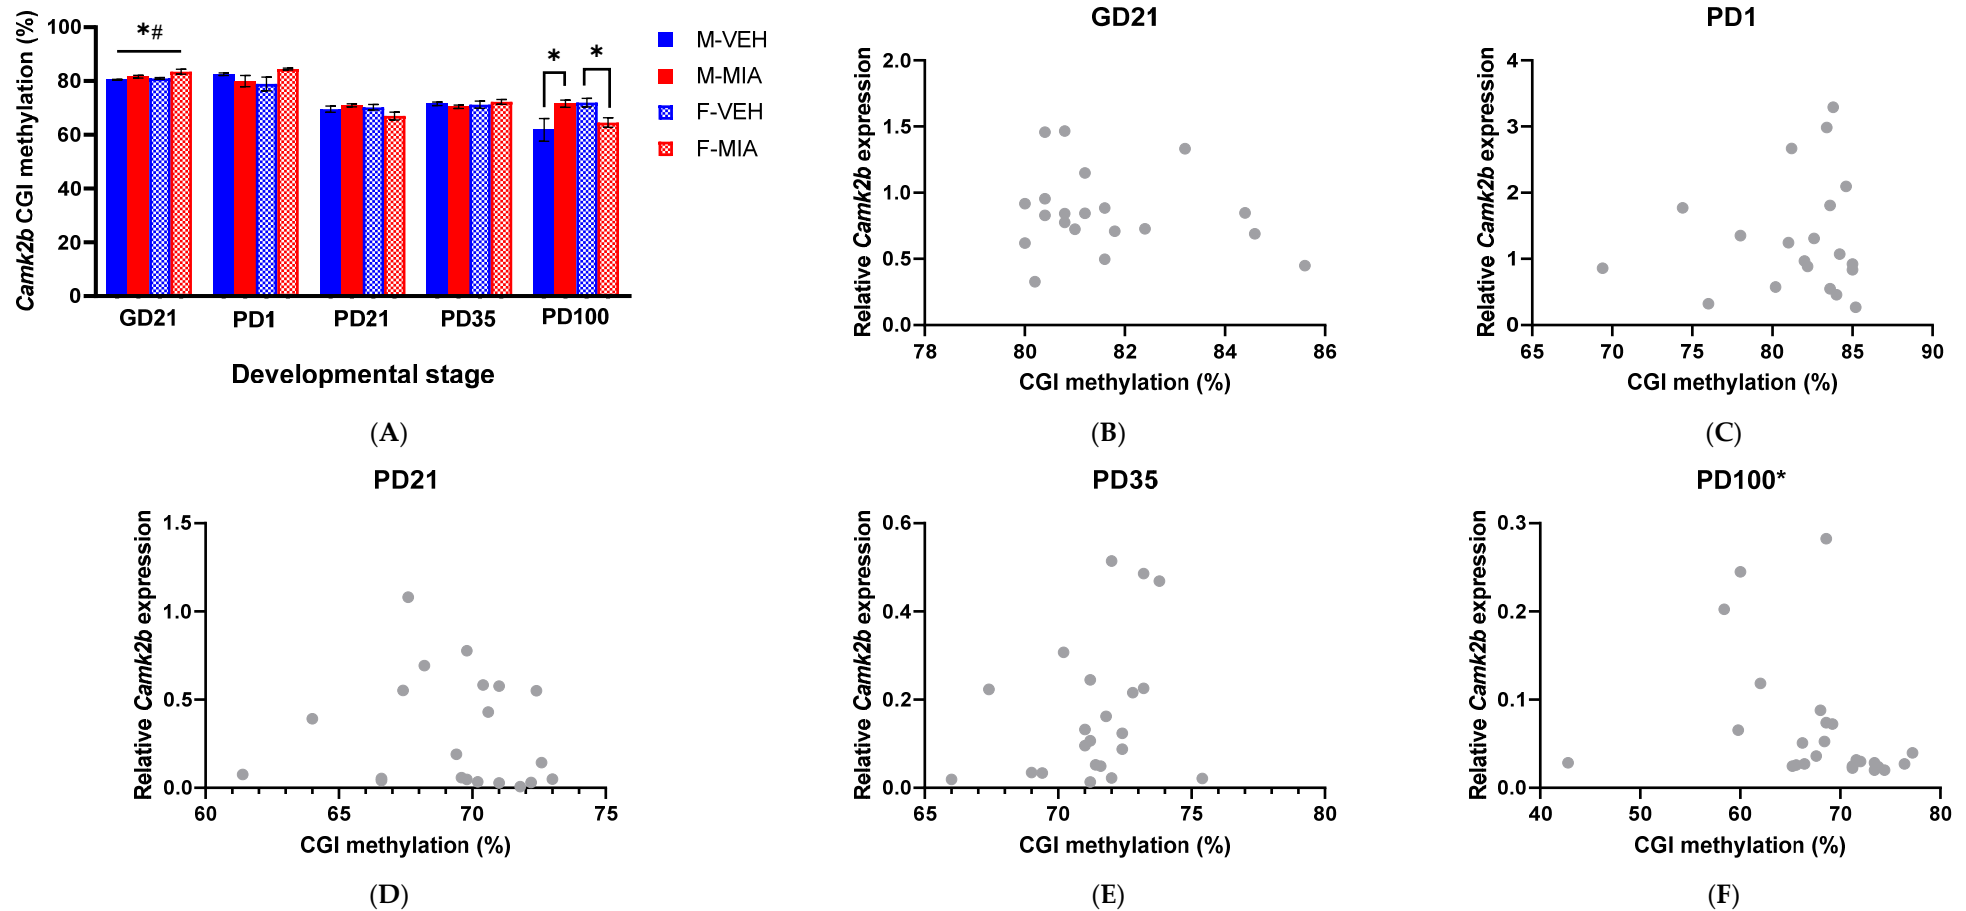 Camk2b CGI methylation (%)
100
80
60
40
20
0
*#
*
*
GD21 PD1 PD21 PD35 PD100
Developmental stage
M-VEH
M-MIA
F-VEH
F-MIA
(A)
GD21
Relative Camk2b expression
2.0
1.5
1.0
0.5
0.0
78 80 82 84 86
CGI methylation (%)
(B)
PD1
Relative Camk2b expression
4
3
2
1
0
65 70 75 80 85 90
CGI methylation (%)
(C)
PD21
Relative Camk2b expression
1.5
1.0
0.5
0.0
60 65 70 75
CGI methylation (%)
(D)
PD35
Relative Camk2b expression
0.6
0.4
0.2
0.0
65 70 75 80
CGI methylation (%)
(E)
PD100*
Relative Camk2b expression
0.3
0.2
0.1
0.0
40 50 60 70 80
CGI methylation (%)
(F)